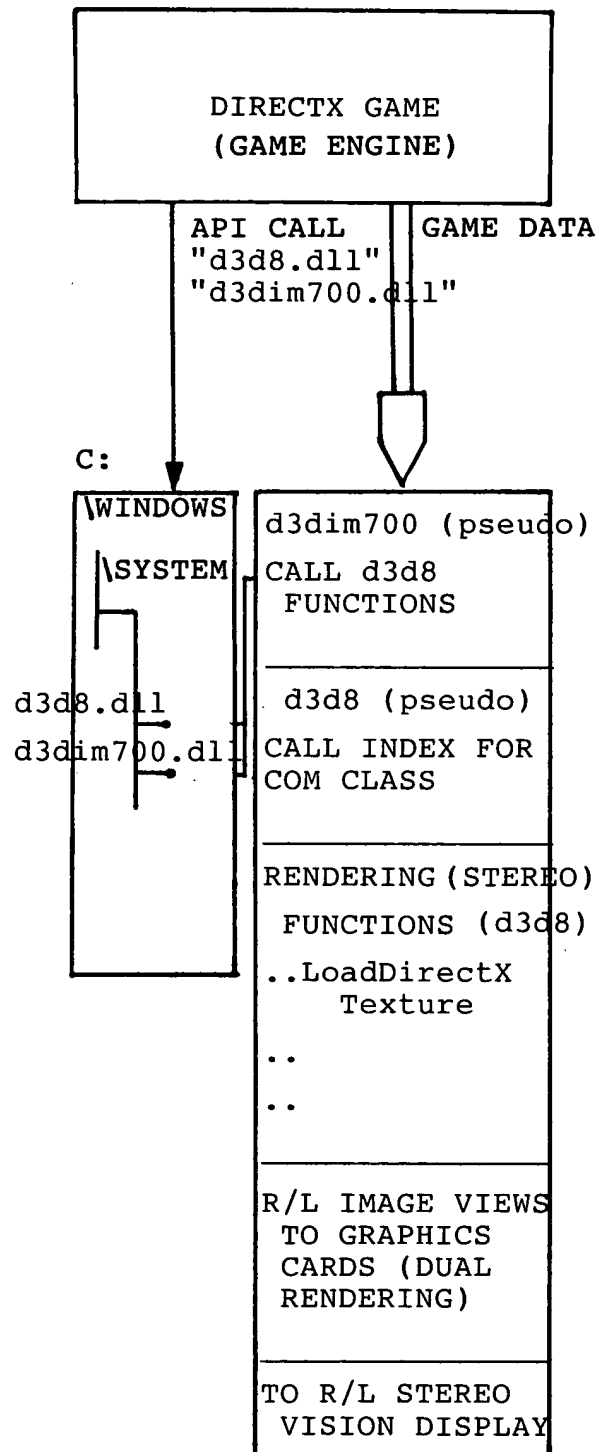 DIRECTX GAME
(GAME ENGINE)
API CALL
"d3d8.dll"
"d3dim700.dll"
GAME DATA
C:
\WINDOWS
\SYSTEM
d3d8.dll
d3dim700.dll
d3dim700 (pseudo)
CALL d3d8
FUNCTIONS
d3d8 (pseudo)
CALL INDEX FOR
COM CLASS
RENDERING (STEREO)
FUNCTIONS (d3d8)
..LoadDirectX
Texture
..
..
R/L IMAGE VIEWS
TO GRAPHICS
CARDS (DUAL
RENDERING)
TO R/L STEREO
VISION DISPLAY